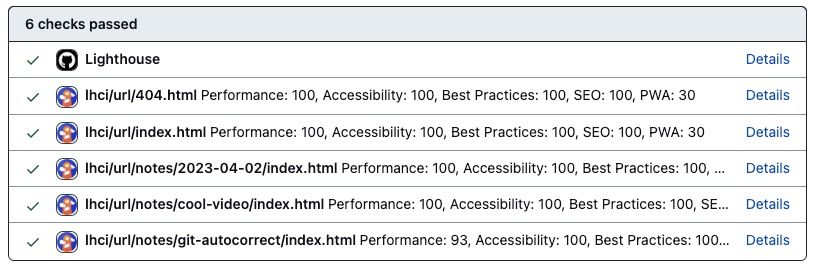 6 checks passed
Lighthouse Details
lhci/url/404.html Performance: 100, Accessibility: 100, Best Practices: 100, SEO: 100, PWA: 30 Details
lhci/url/index.html Performance: 100, Accessibility: 100, Best Practices: 100, SEO: 100, PWA: 30 Details
lhci/url/notes/2023-04-02/index.html Performance: 100, Accessibility: 100, Best Practices: 100, ... Details
lhci/url/notes/cool-video/index.html Performance: 100, Accessibility: 100, Best Practices: 100, SE... Details
lhci/url/notes/git-autocorrect/index.html Performance: 93, Accessibility: 100, Best Practices: 100... Details